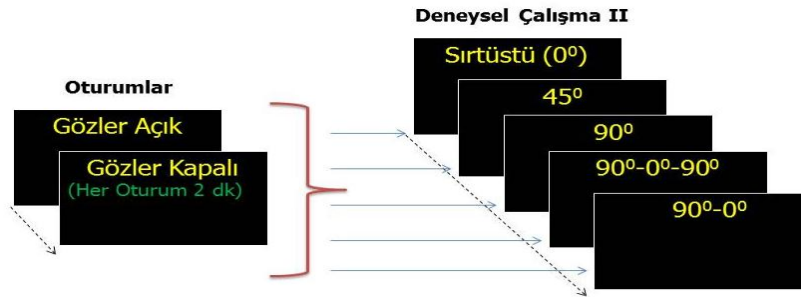 Deneysel Çalışma II
Sırtüstü (0⁰)
45⁰
90⁰
90⁰-0⁰-90⁰
90⁰-0⁰
Oturumlar
Gözler Açık
Gözler Kapalı
(Her Oturum 2 dk)